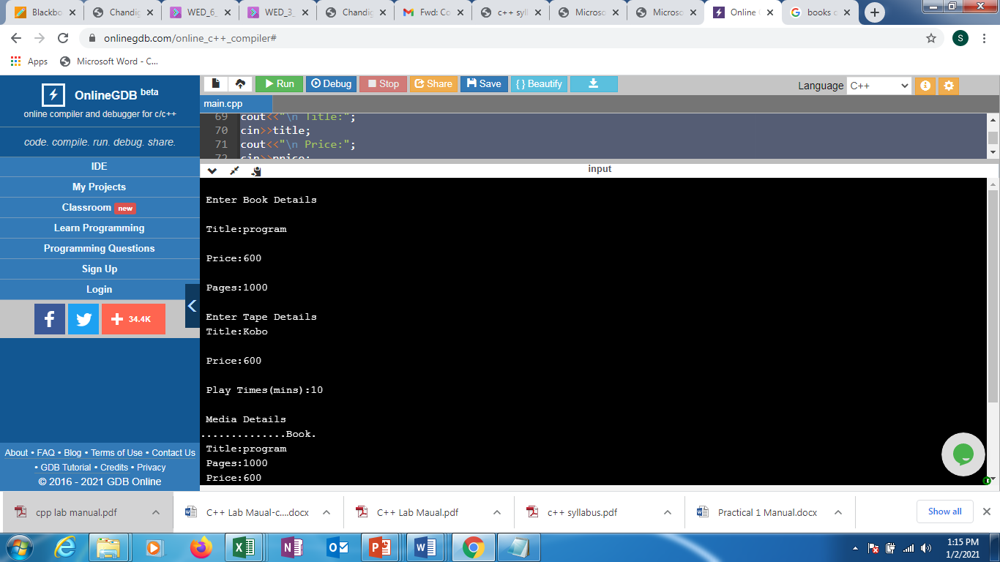 Blackbo
Chandig
WED_6_
WED_3_
Chandig
Fwd: Co
c++ syll
Microso
Microso
Online
books c
onlinegdb.com/online_c++_compiler#
S
Apps
Microsoft Word - C...
OnlineGDB beta
online compiler and debugger for c/c++
code. compile. run. debug. share.
IDE
My Projects
Classroom new
Learn Programming
Programming Questions
Sign Up
Login
34.4K
About • FAQ • Blog • Terms of Use • Contact Us
• GDB Tutorial • Credits • Privacy
© 2016 - 2021 GDB Online
Run
Debug
Stop
Share
Save
{ } Beautify
Language C++
main.cpp
69 cout<<"\n Title:";
70 cin>>title;
71 cout<<"\n Price:";
72 cin>>price;
input
Enter Book Details
Title:program
Price:600
Pages:1000
Enter Tape Details
Title:Kobo
Price:600
Play Times(mins):10
Media Details
..............Book.
Title:program
Pages:1000
Price:600
cpp lab manual.pdf
C++ Lab Maual-c....docx
C++ Lab Maual.pdf
c++ syllabus.pdf
Practical 1 Manual.docx
Show all
1:15 PM
1/2/2021